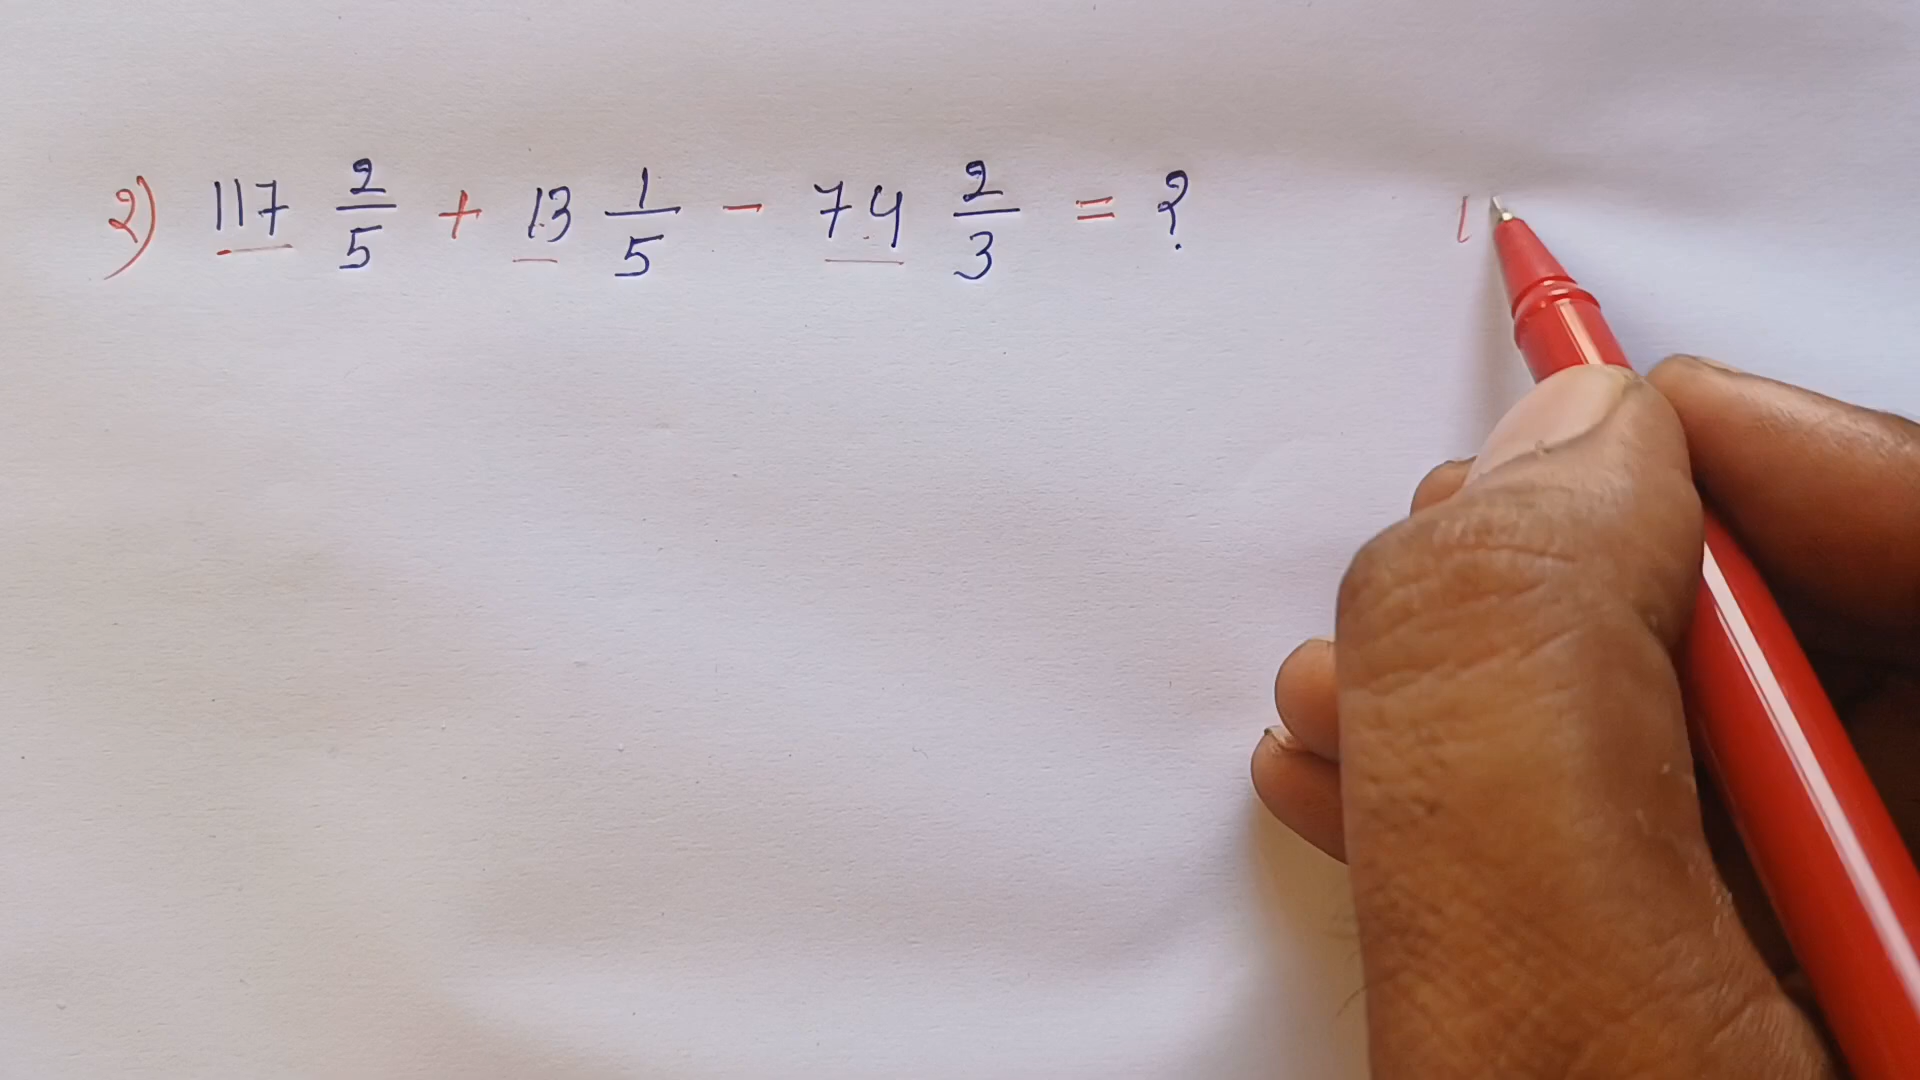 2) 117 2/5 + 13 1/5 - 74 2/3 = ?